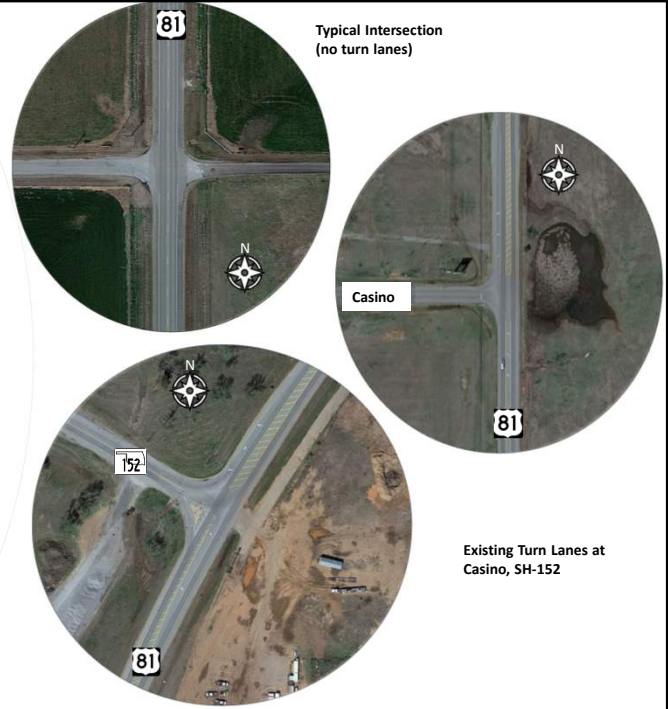 81
Typical Intersection
(no turn lanes)
N
N
Casino
81
N
152
Existing Turn Lanes at
Casino, SH-152
81